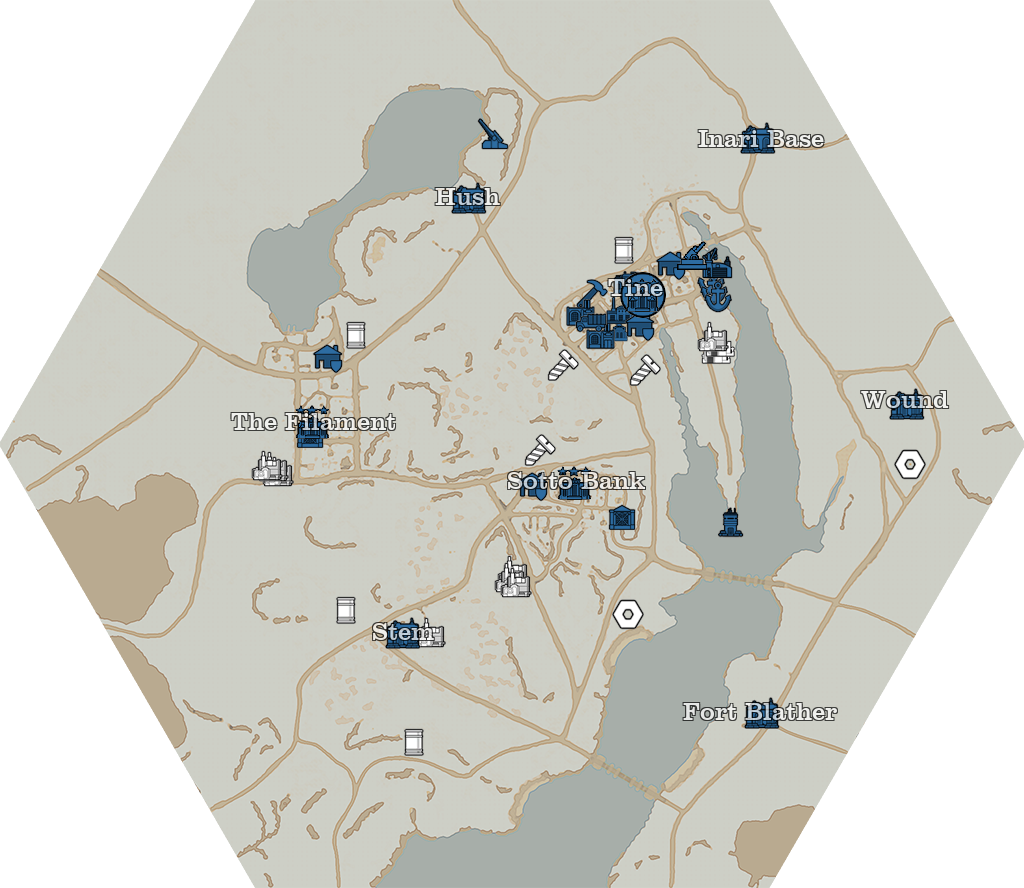 Inari Base
Hush
Tine
Wound
The Filament
Sotto Bank
Stem
Fort Blather